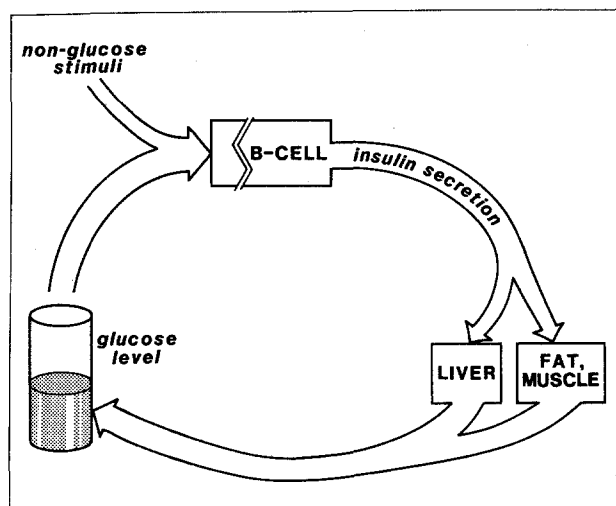 non-glucose
stimuli
B-CELL
insulin secretion
glucose
level
LIVER
FAT,
MUSCLE